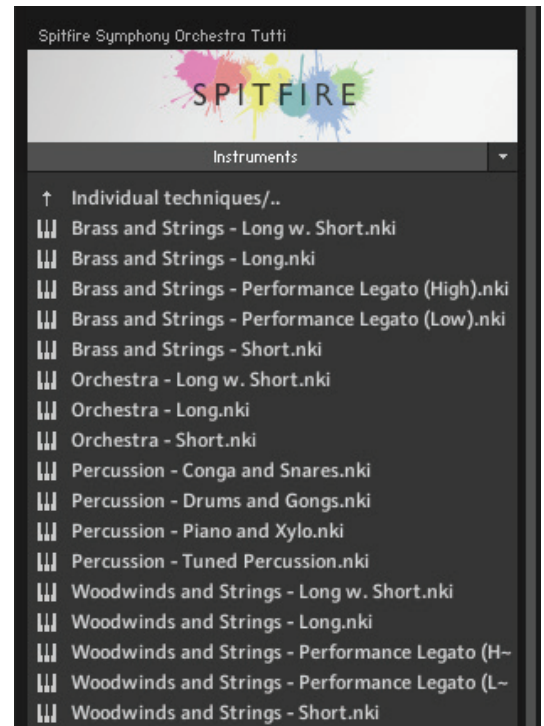 Spitfire Symphony Orchestra Tutti
SPITFIRE
Instruments
Individual techniques/..
Brass and Strings - Long w. Short.nki
Brass and Strings - Long.nki
Brass and Strings - Performance Legato (High).nki
Brass and Strings - Performance Legato (Low).nki
Brass and Strings - Short.nki
Orchestra - Long w. Short.nki
Orchestra - Long.nki
Orchestra - Short.nki
Percussion - Conga and Snares.nki
Percussion - Drums and Gongs.nki
Percussion - Piano and Xylo.nki
Percussion - Tuned Percussion.nki
Woodwinds and Strings - Long w. Short.nki
Woodwinds and Strings - Long.nki
Woodwinds and Strings - Performance Legato (H~
Woodwinds and Strings - Performance Legato (L~
Woodwinds and Strings - Short.nki